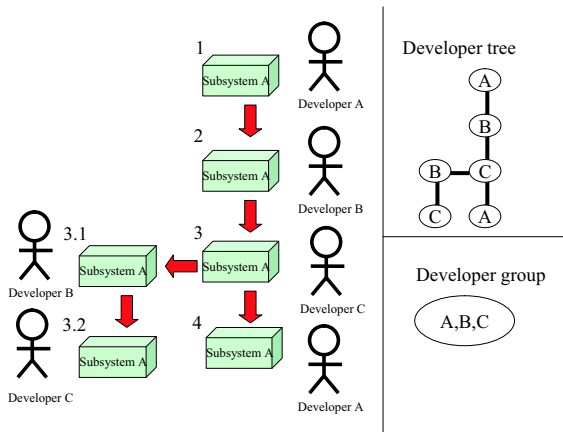 1
Subsystem A
Developer A
2
Subsystem A
Developer B
3
Subsystem A
Developer C
3.1
Subsystem A
Developer B
4
Subsystem A
Developer A
3.2
Subsystem A
Developer C
Developer tree
A
B
B
C
C
A
Developer group
A,B,C